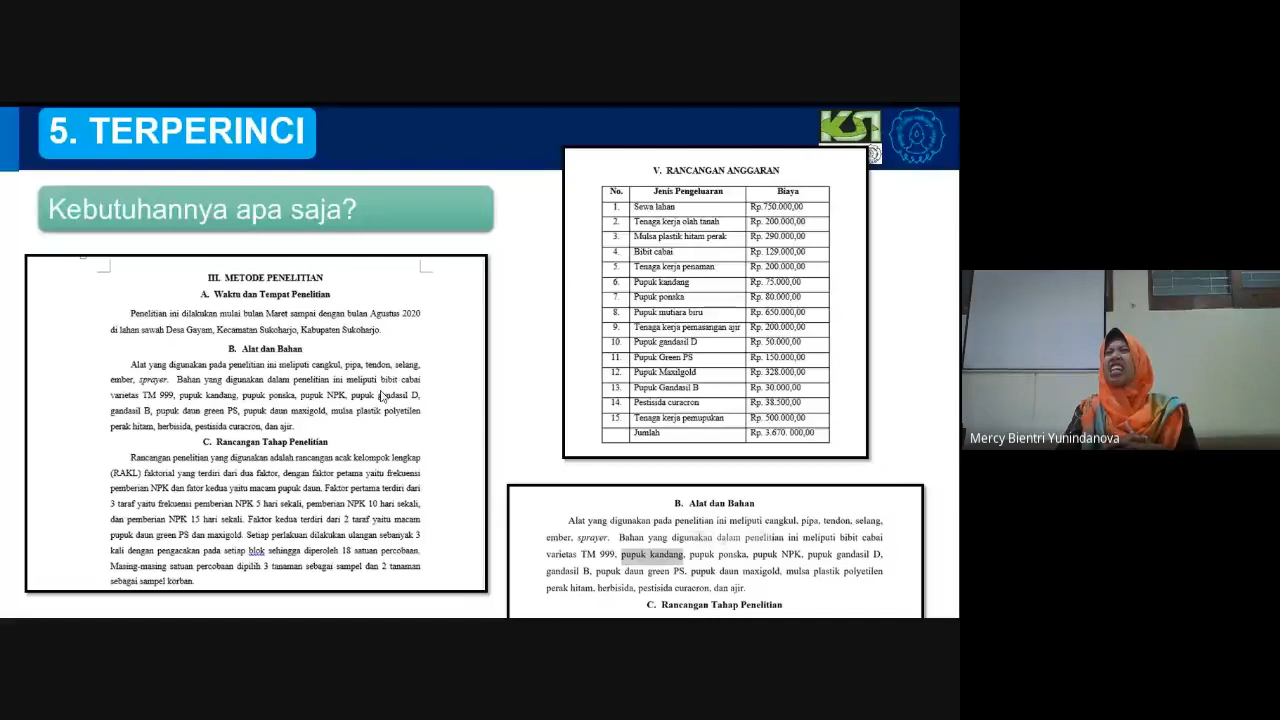 5. TERPERINCI
KSI
Kebutuhannya apa saja?
III. METODE PENELITIAN
A. Waktu dan Tempat Penelitian
Penelitian ini dilakukan mulai bulan Maret sampai dengan bulan Agustus 2020
di lahan sawah Desa Gayam, Kecamatan Sukoharjo, Kabupaten Sukoharjo.
B. Alat dan Bahan
Alat yang digunakan pada penelitian ini meliputi cangkul, pipa, tendon, selang,
ember, sprayer. Bahan yang digunakan dalam penelitian ini meliputi bibit cabai
varietas TM 999, pupuk kandang, pupuk ponska, pupuk NPK, pupuk gandasil D,
gandasil B, pupuk daun green PS, pupuk daun maxigold, mulsa plastik polyetilen
perak hitam, herbisida, pestisida curacron, dan ajir.
C. Rancangan Tahap Penelitian
Rancangan penelitian yang digunakan adalah rancangan acak kelompok lengkap
(RAKL) faktorial yang terdiri dari dua faktor, dengan faktor petama yaitu frekuensi
pemberian NPK dan fator kedua yaitu macam pupuk daun. Faktor pertama terdiri dari
3 taraf yaitu frekuensi pemberian NPK 5 hari sekali, pemberian NPK 10 hari sekali,
dan pemberian NPK 15 hari sekali. Faktor kedua terdiri dari 2 taraf yaitu macam
pupuk daun green PS dan maxigold. Setiap perlakuan dilakukan ulangan sebanyak 3
kali dengan pengacakan pada setiap blok sehingga diperoleh 18 satuan percobaan.
Masing-masing satuan percobaan dipilih 3 tanaman sebagai sampel dan 2 tanaman
sebagai sampel korban.
V. RANCANGAN ANGGARAN
No. Jenis Pengeluaran Biaya
1. Sewa lahan Rp.750.000,00
2. Tenaga kerja olah tanah Rp. 200.000,00
3. Mulsa plastik hitam perak Rp. 290.000,00
4. Bibit cabai Rp. 129.000,00
5. Tenaga kerja penaman Rp. 200.000,00
6. Pupuk kandang Rp. 75.000,00
7. Pupuk ponska Rp. 80.000,00
8. Pupuk mutiara biru Rp. 650.000,00
9. Tenaga kerja pemasangan ajir Rp. 200.000,00
10. Pupuk gandasil D Rp. 50.000,00
11. Pupuk Green PS Rp. 150.000,00
12. Pupuk Maxilgold Rp. 328.000,00
13. Pupuk Gandasil B Rp. 30.000,00
14. Pestisida curacron Rp. 38.500,00
15. Tenaga kerja pemupukan Rp. 500.000,00
Jumlah Rp. 3.670. 000,00
B. Alat dan Bahan
Alat yang digunakan pada penelitian ini meliputi cangkul, pipa, tendon, selang,
ember, sprayer. Bahan yang digunakan dalam penelitian ini meliputi bibit cabai
varietas TM 999, pupuk kandang, pupuk ponska, pupuk NPK, pupuk gandasil D,
gandasil B, pupuk daun green PS, pupuk daun maxigold, mulsa plastik polyetilen
perak hitam, herbisida, pestisida curacron, dan ajir.
C. Rancangan Tahap Penelitian
Mercy Bientri Yunindanova